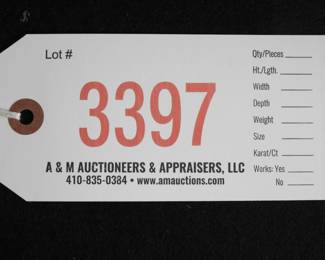 Lot #
3397
A & M AUCTIONEERS & APPRAISERS, LLC
410-835-0384 • www.amauctions.com
Qty/Pieces
Ht./Lgth.
Width
Depth
Weight
Size
Karat/Ct
Works: Yes
No